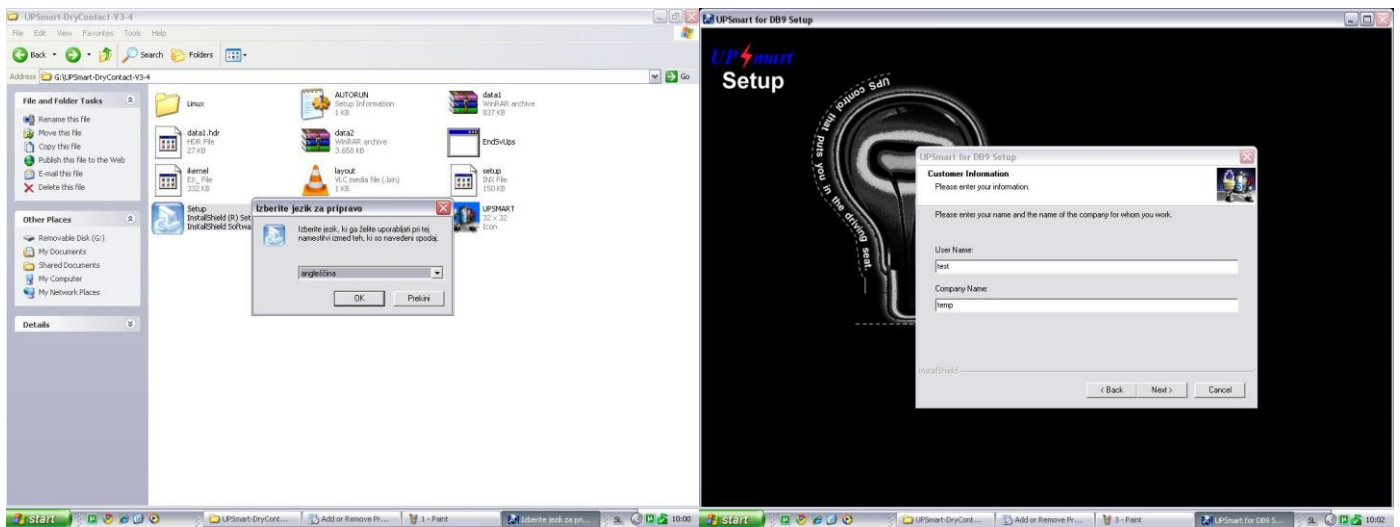 UPSmart-DryContact-V3-4
File Edit View Favorites Tools Help
Back Search Folders
Address G:\UPSmart-DryContact-V3-4 Go
File and Folder Tasks
Rename this file
Move this file
Copy this file
Publish this file to the Web
E-mail this file
Delete this file
Other Places
Removable Disk (G:)
My Documents
Shared Documents
My Computer
My Network Places
Details
Linux
AUTORUN
Setup Information
1 KB
data1
WinRAR archive
837 KB
data1.hdr
HDR File
27 KB
data2
WinRAR archive
3.658 KB
EndSvUps
ikernel
EX_ File
332 KB
layout
VLC media file (.bin)
1 KB
setup
INX File
150 KB
Setup
InstallShield (R) Set
InstallShield Softwa
UPSMART
32 x 32
Icon
Izberite jezik za pripravo
Izberite jezik, ki ga želite uporabljati pri tej
namestitvi izmed teh, ki so navedeni spodaj.
angleščina
OK Prekini
start UPSmart-DryCont... Add or Remove Pr... 1 - Paint Izberite jezik za pri... SL 10:00
UPSmart for DB9 Setup
UPSmart
Setup
UPS control that puts you in the driving seat.
UPSmart for DB9 Setup
Customer Information
Please enter your information.
Please enter your name and the name of the company for whom you work.
User Name:
test
Company Name:
temp
InstallShield
< Back Next > Cancel
start UPSmart-DryCont... Add or Remove Pr... 3 - Paint UPSmart for DB9 S... SL 10:02